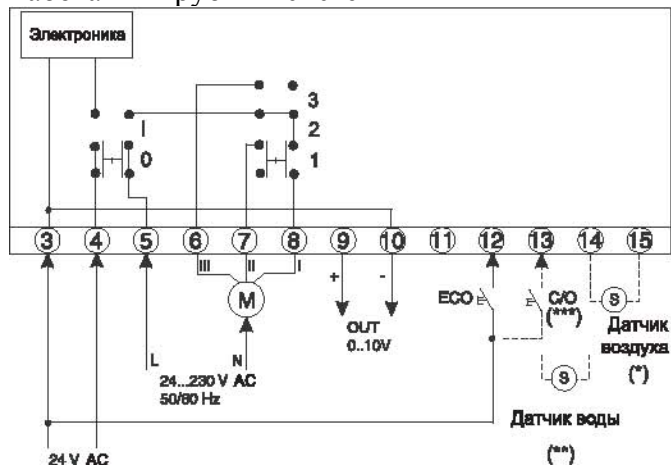 Электроника
3
I
2
0
1
3 4 5 6 7 8 9 10 11 12 13 14 15
III II I
M
+ -
ECO
C/O
(***)
S
OUT
0..10V
Датчик
воздуха
(*)
L N
24...230 V AC
50/60 Hz
S
Датчик воды
(**)
24 V AC